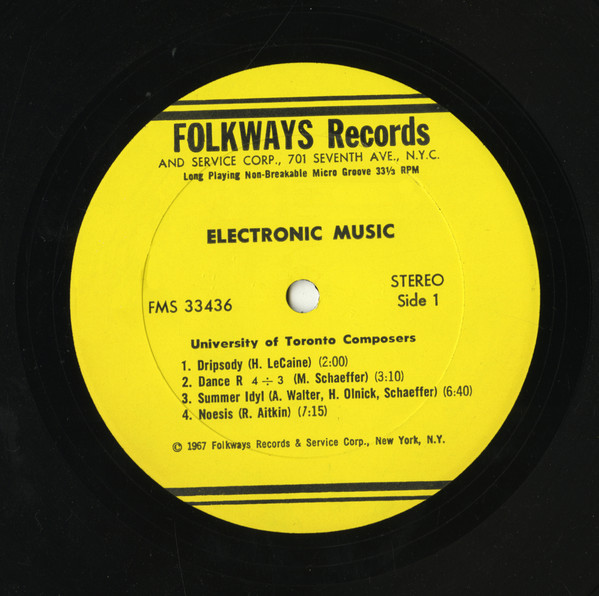 FOLKWAYS Records
AND SERVICE CORP., 701 SEVENTH AVE., N.Y.C.
Long Playing Non-Breakable Micro Groove 33⅓ RPM
ELECTRONIC MUSIC
STEREO
FMS 33436
Side 1
University of Toronto Composers
1. Dripsody (H. LeCaine) (2:00)
2. Dance R 4 ÷ 3 (M. Schaeffer) (3:10)
3. Summer Idyl (A. Walter, H. Olnick, Schaeffer) (6:40)
4. Noesis (R. Aitkin) (7:15)
© 1967 Folkways Records & Service Corp., New York, N.Y.